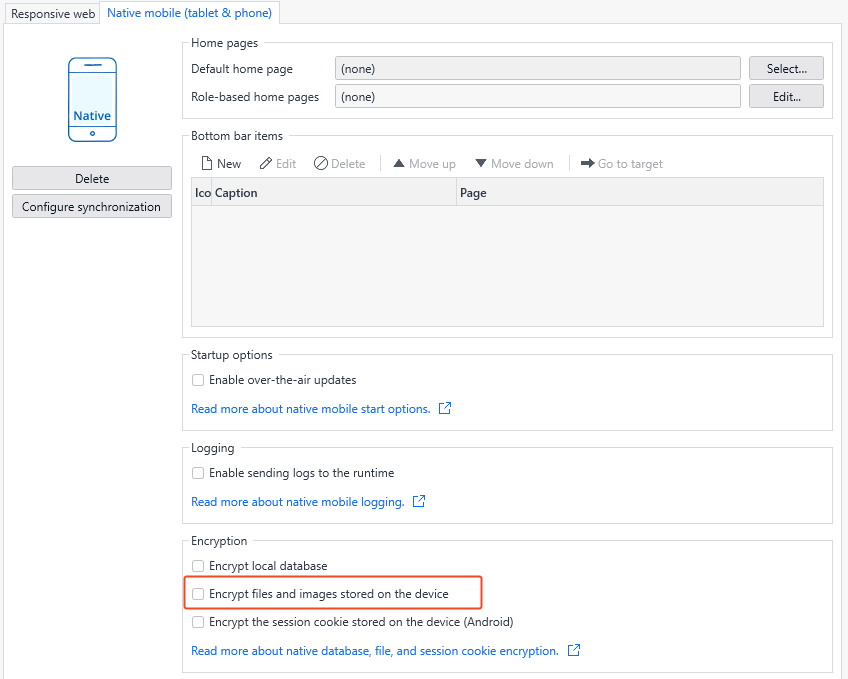 Responsive web Native mobile (tablet & phone)
Native
Delete
Configure synchronization
Home pages
Default home page (none) Select...
Role-based home pages (none) Edit...
Bottom bar items
New Edit Delete Move up Move down Go to target
Ico Caption Page
Startup options
Enable over-the-air updates
Read more about native mobile start options.
Logging
Enable sending logs to the runtime
Read more about native mobile logging.
Encryption
Encrypt local database
Encrypt files and images stored on the device
Encrypt the session cookie stored on the device (Android)
Read more about native database, file, and session cookie encryption.